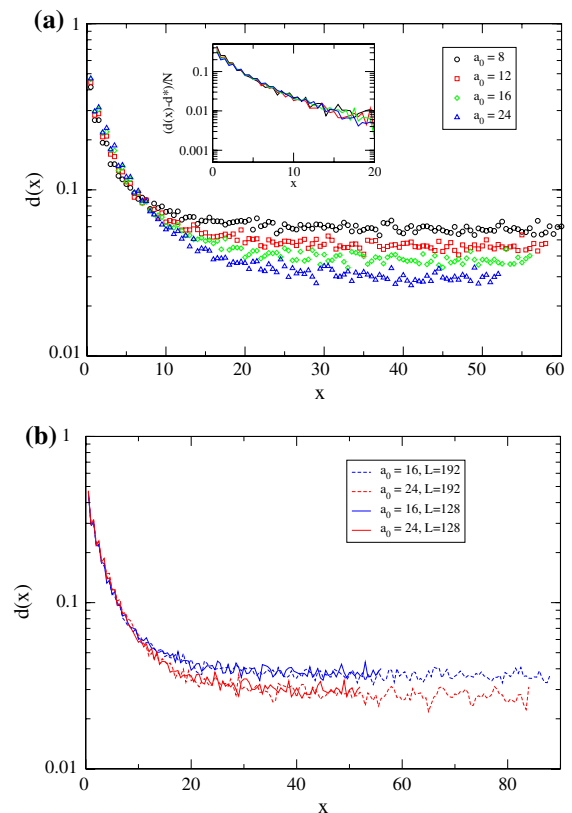 (a)
1
0.1
0.01
d(x)
0
10
20
30
40
50
60
x
a0 = 8
a0 = 12
a0 = 16
a0 = 24
(d(x)-d*)/N
0.1
0.01
0.001
0
10
20
x
(b)
1
0.1
0.01
d(x)
0
20
40
60
80
x
a0 = 16, L=192
a0 = 24, L=192
a0 = 16, L=128
a0 = 24, L=128